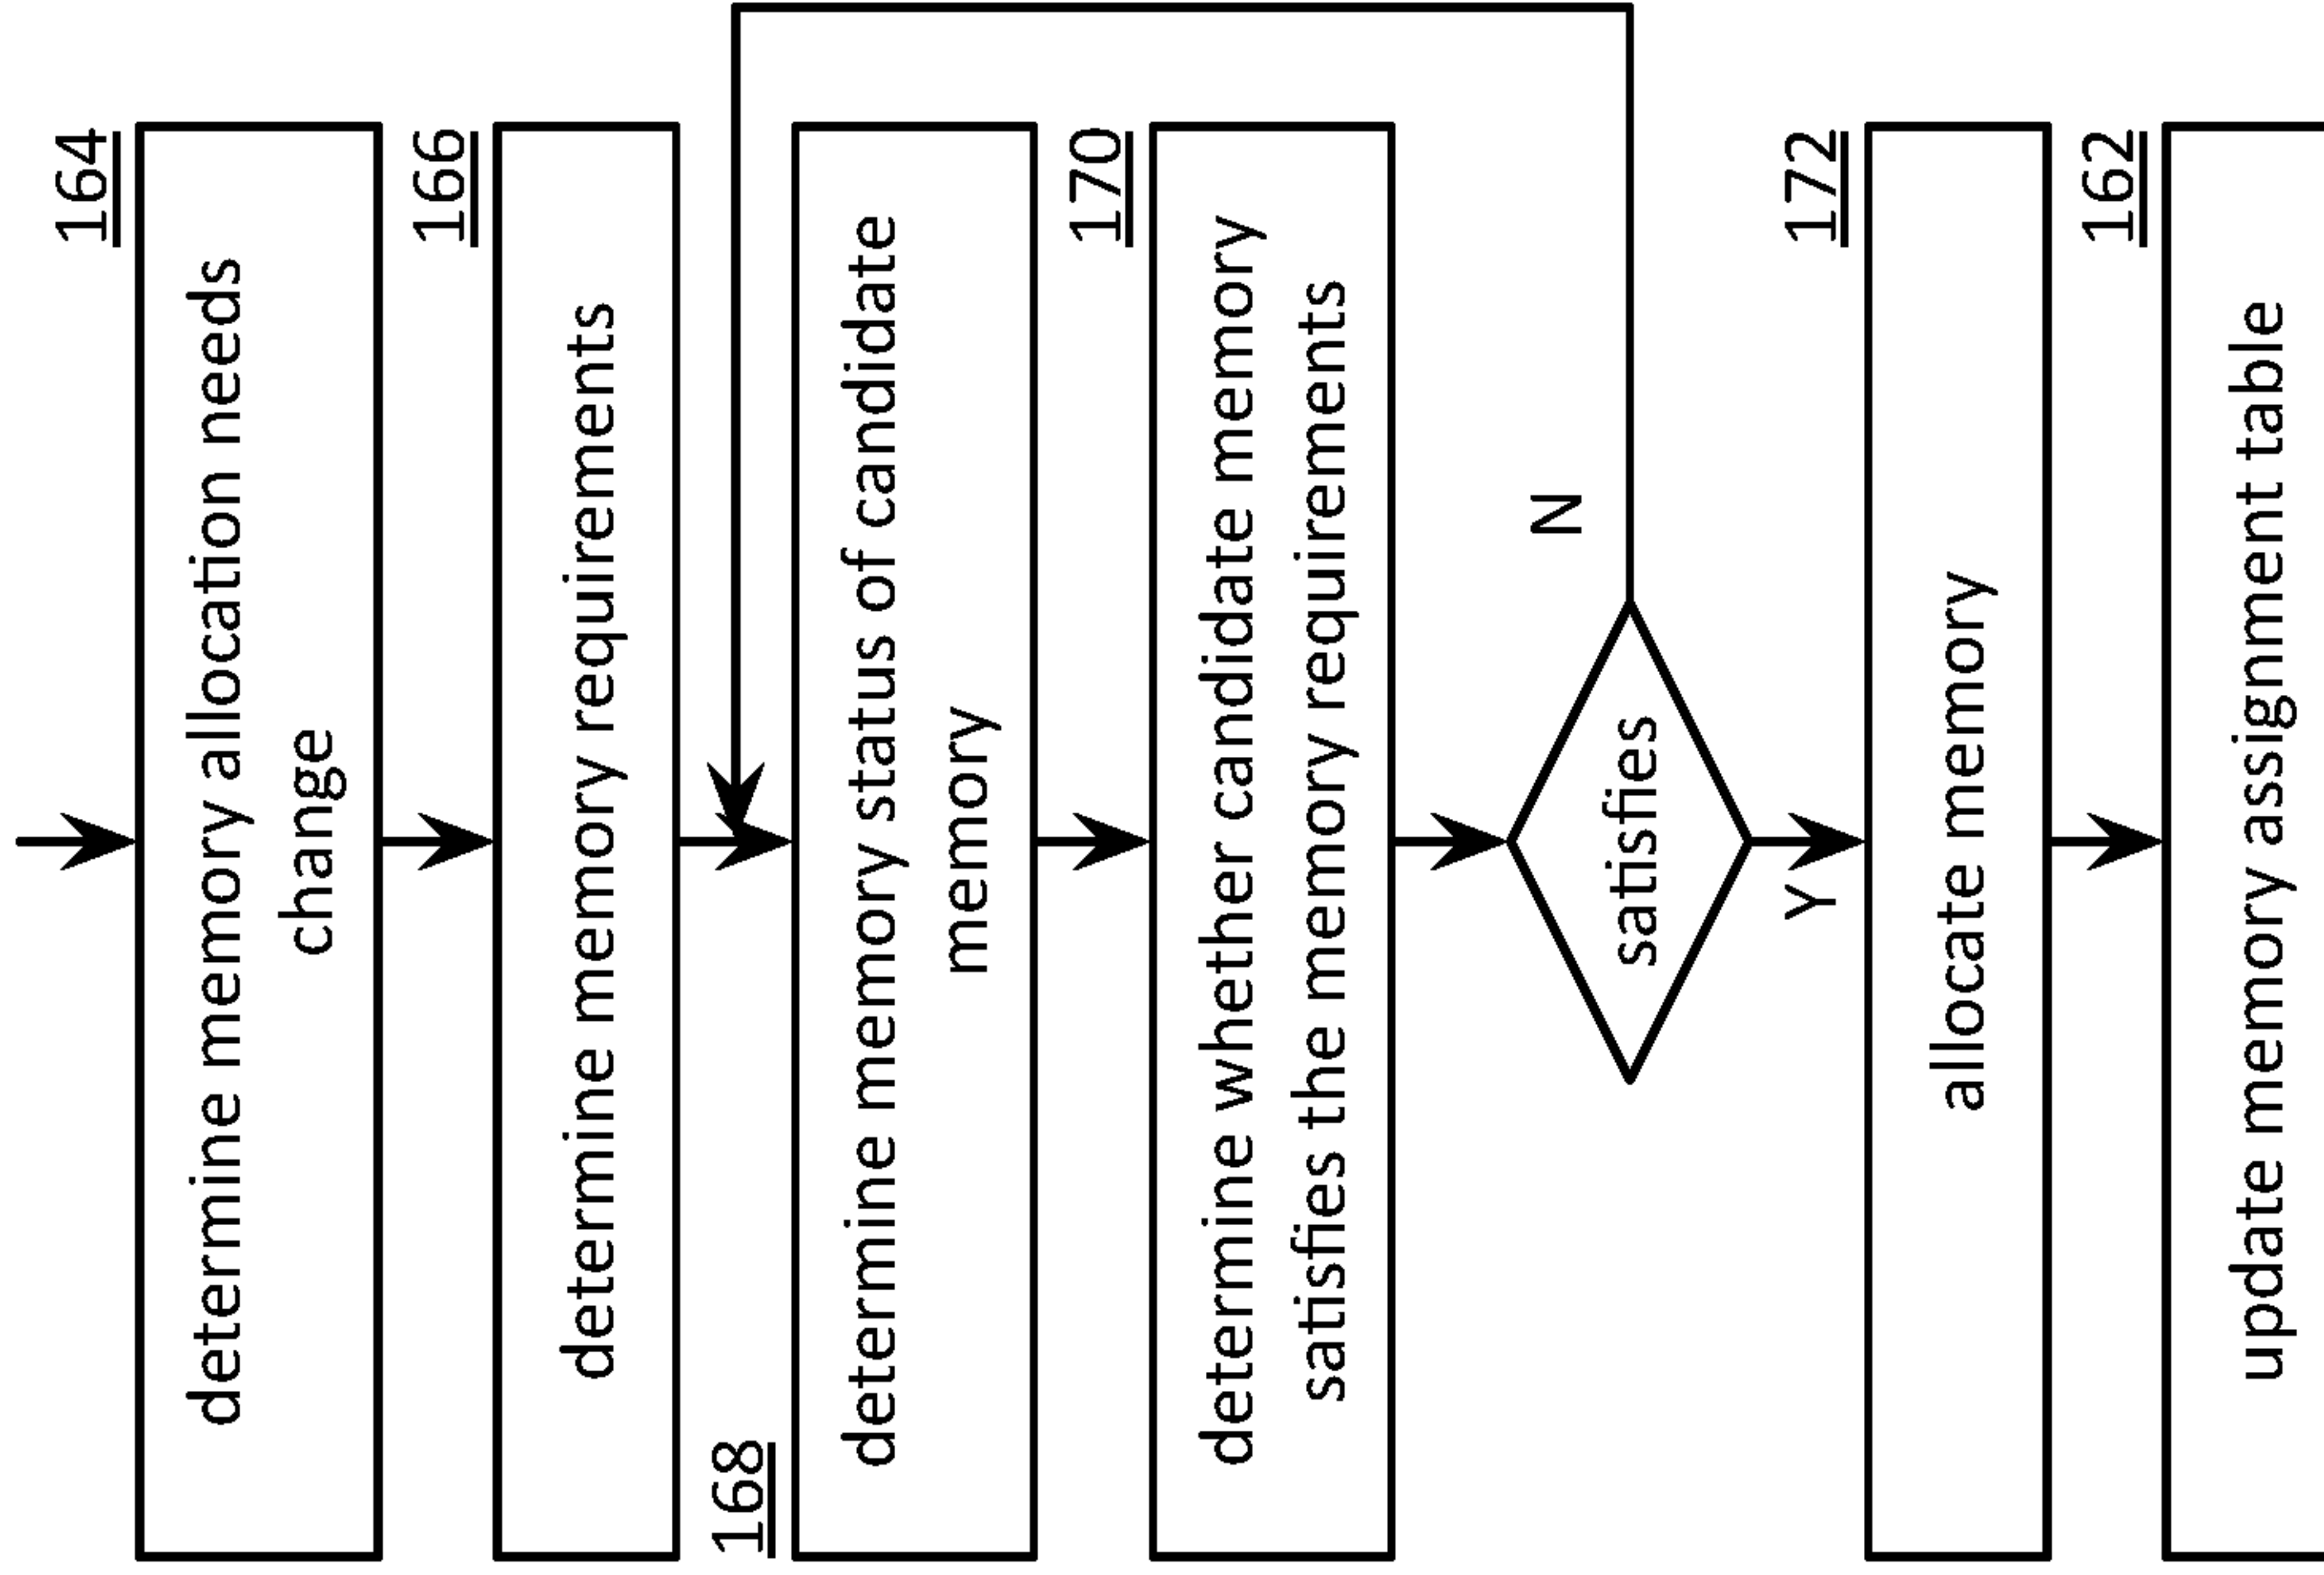 164
determine memory allocation needs
change
166
determine memory requirements
168
determine memory status of candidate
memory
170
determine whether candidate memory
satisfies the memory requirements
satisfies
N
Y
172
allocate memory
162
update memory assignment table